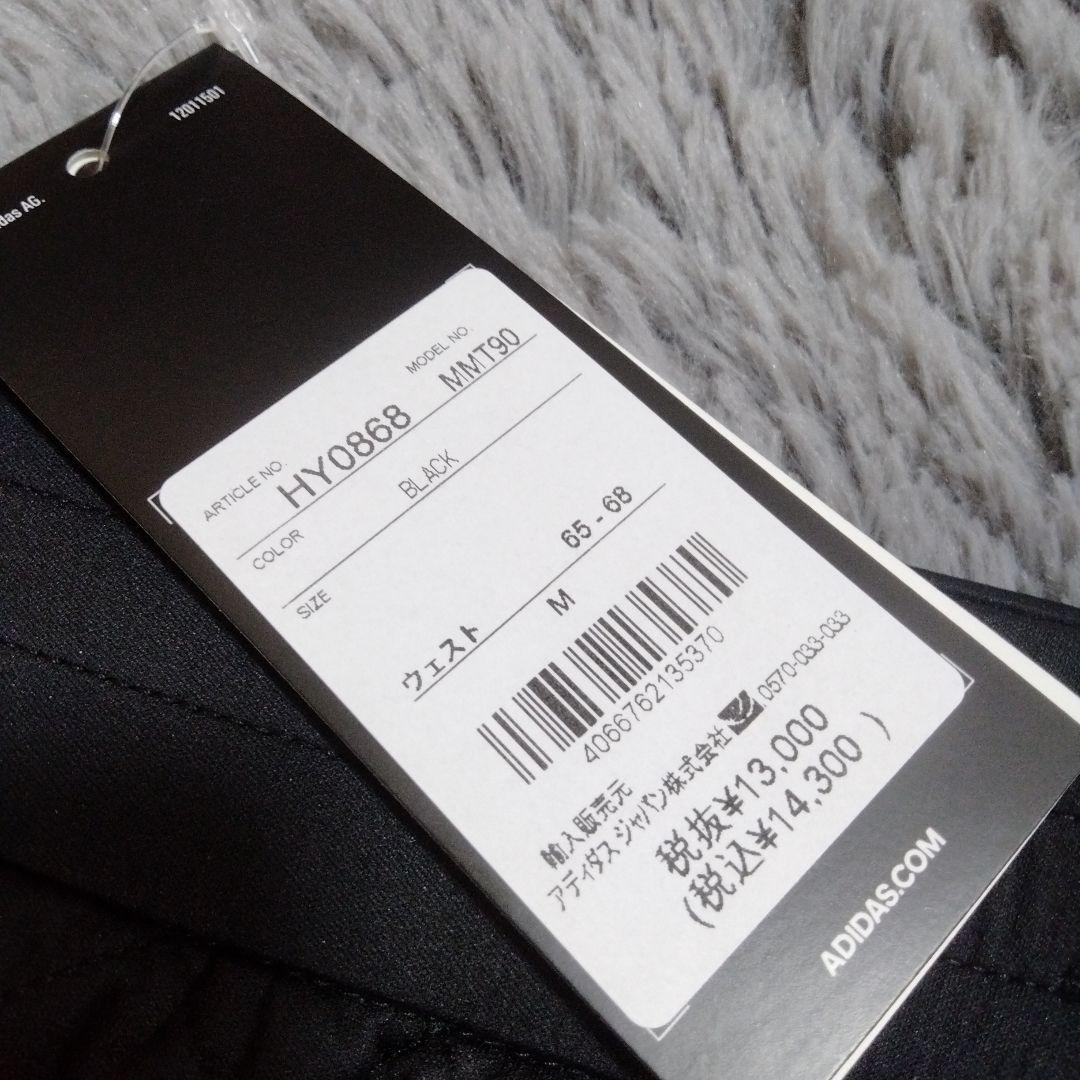 12011501
das AG.
ARTICLE NO. MODEL NO.
HY0868 MMT90
COLOR BLACK
SIZE
ウェスト M 65 - 68
4066762135370
輸入販売元
アディダス ジャパン株式会社 0570-033-033
税抜¥13,000
(税込¥14,300 )
ADIDAS.COM